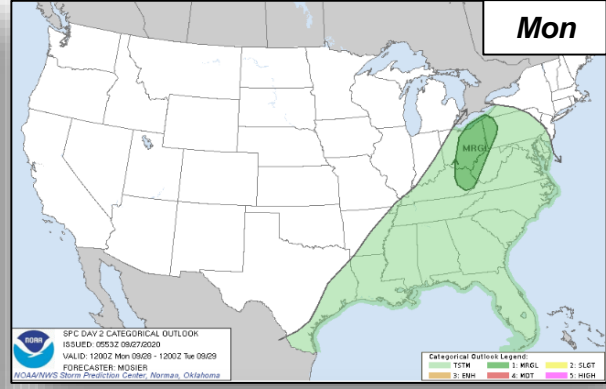 Mon
MRGL
SPC DAY 2 CATEGORICAL OUTLOOK
ISSUED: 0553Z 09/27/2020
VALID: 1200Z Mon 09/28 - 1200Z Tue 09/29
FORECASTER: MOSIER
NOAA/NWS Storm Prediction Center, Norman, Oklahoma
NOAA
Categorical Outlook Legend:
TSTM 1: MRGL 2: SLGT
3: ENH 4: MDT 5: HIGH